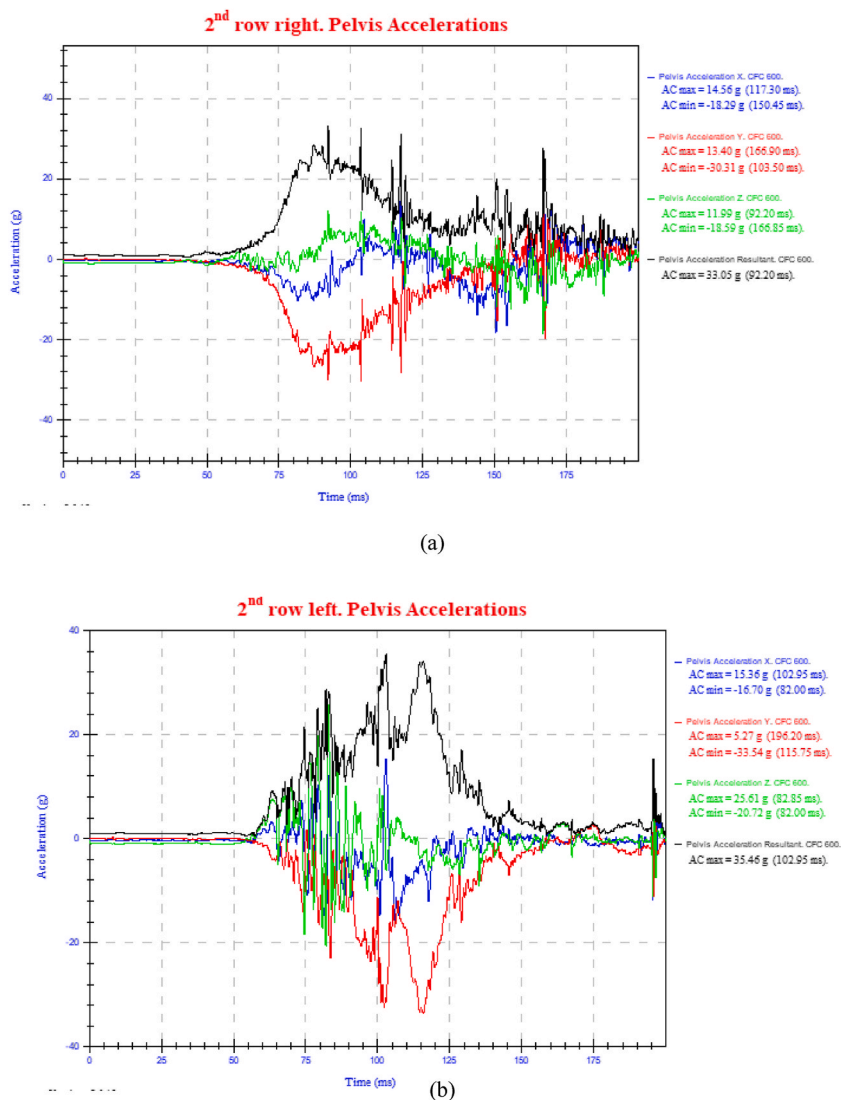 2nd row right. Pelvis Accelerations
40
20
0
-20
-40
Acceleration (g)
0 25 50 75 100 125 150 175
Time (ms)
Pelvis Acceleration X. CFC 600.
AC max = 14.56 g (117.30 ms).
AC min = -18.29 g (150.45 ms).
Pelvis Acceleration Y. CFC 600.
AC max = 13.40 g (166.90 ms).
AC min = -30.31 g (103.50 ms).
Pelvis Acceleration Z. CFC 600.
AC max = 11.99 g (92.20 ms).
AC min = -18.59 g (166.85 ms).
Pelvis Acceleration Resultant. CFC 600.
AC max = 33.05 g (92.20 ms).
(a)
2nd row left. Pelvis Accelerations
40
20
0
-20
-40
Acceleration (g)
0 25 50 75 100 125 150 175
Time (ms)
Pelvis Acceleration X. CFC 600.
AC max = 15.36 g (102.95 ms).
AC min = -16.70 g (82.00 ms).
Pelvis Acceleration Y. CFC 600.
AC max = 5.27 g (196.20 ms).
AC min = -33.54 g (115.75 ms).
Pelvis Acceleration Z. CFC 600.
AC max = 25.61 g (82.85 ms).
AC min = -20.72 g (82.00 ms).
Pelvis Acceleration Resultant. CFC 600.
AC max = 35.46 g (102.95 ms).
(b)